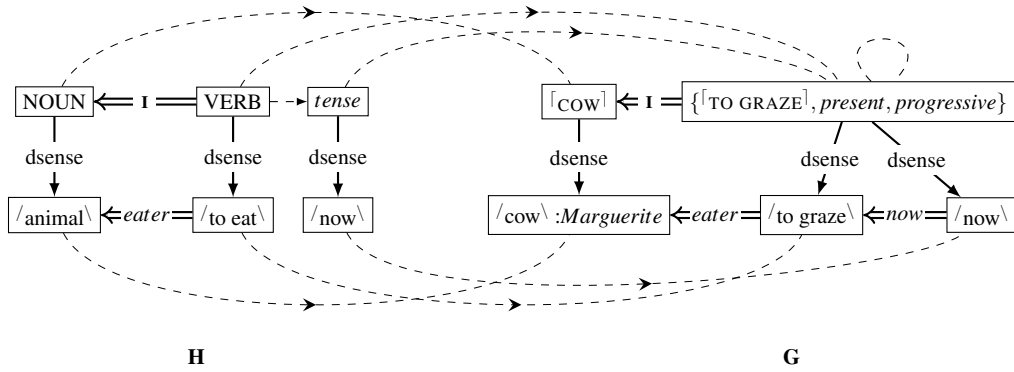 NOUN I VERB tense ⌈COW⌉ I {⌈TO GRAZE⌉, present, progressive}
dsense dsense dsense dsense dsense dsense
/animal\ eater /to eat\ /now\ /cow\ :Marguerite eater /to graze\ now /now\
H G